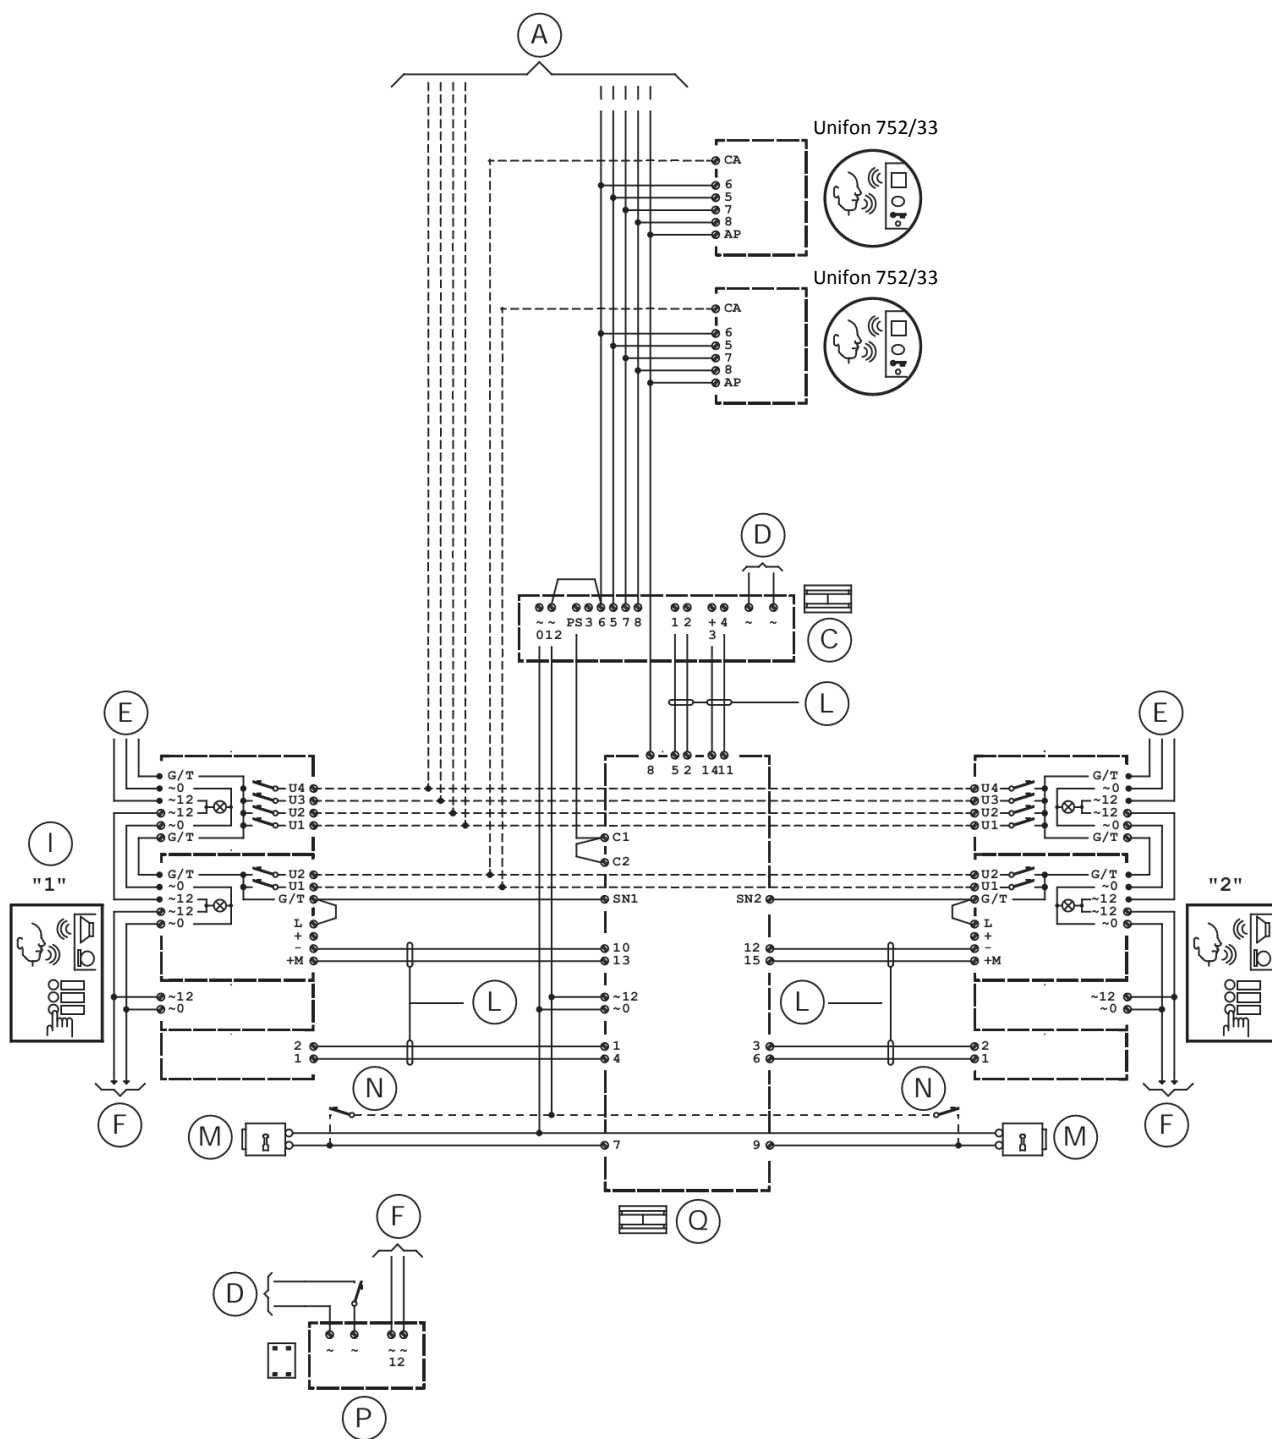 A
Unifon 752/33
CA
6
5
7
8
AP
Unifon 752/33
CA
6
5
7
8
AP
D
~ ~ PS 3 6 5 7 8 1 2 + 4 ~ ~
0 12 3
C
L
E
E
8 5 2 14 11
G/T
~0
~12
~12
~0
G/T
U4
U3
U2
U1
U4
U3
U2
U1
G/T
~0
~12
~12
~0
G/T
I
"1"
C1
C2
G/T
~0
~12
~12
~0
U2
U1
G/T
L
+
-
+M
SN1
SN2
U2
U1
G/T
L
+
-
+M
G/T
~0
~12
~12
~0
"2"
10
13
12
15
~12
~0
L
~12
~0
L
~12
~0
2
1
1
4
3
6
2
1
N
N
F
F
M
7
9
M
Q
F
D
~ ~ ~ ~
12
P